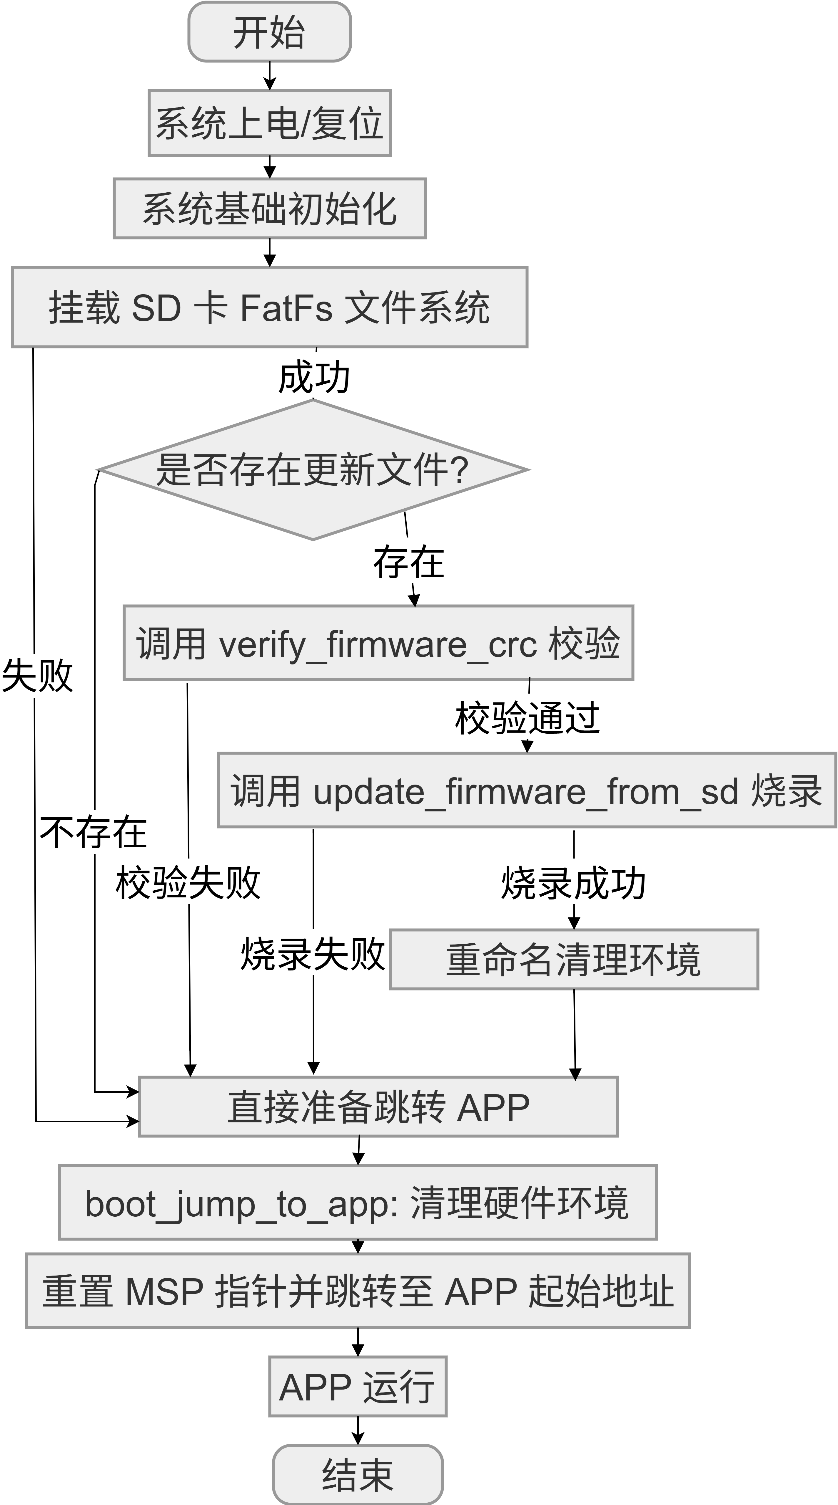 开始
系统上电/复位
系统基础初始化
挂载 SD 卡 FatFs 文件系统
成功
是否存在更新文件?
存在
调用 verify_firmware_crc 校验
失败
校验通过
调用 update_firmware_from_sd 烧录
不存在
校验失败
烧录成功
烧录失败
重命名清理环境
直接准备跳转 APP
boot_jump_to_app: 清理硬件环境
重置 MSP 指针并跳转至 APP 起始地址
APP 运行
结束